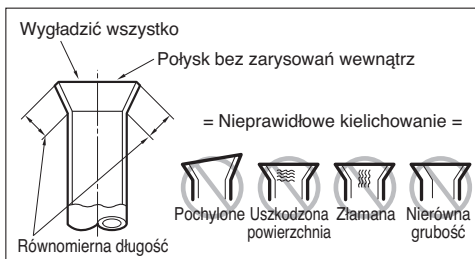 Wygładzić wszystko
Połysk bez zarysowań wewnątrz
= Nieprawidłowe kielichowanie =
Pochylone
Uszkodzona
powierzchnia
Złamana
Nierówna
grubość
Równomierna długość